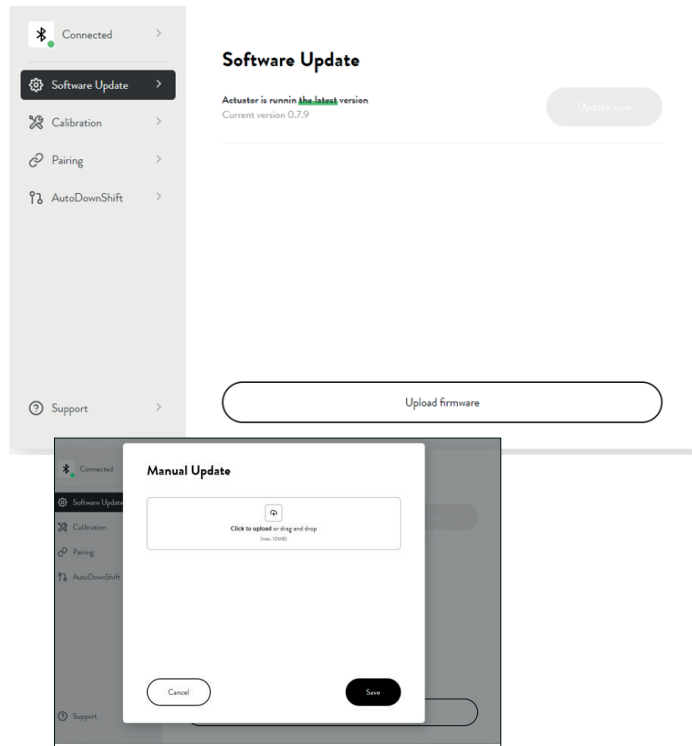 Connected
Software Update
Calibration
Pairing
AutoDownShift
Support
Software Update
Actuator is runnin the latest version
Current version 0.7.9
Update now
Upload firmware
Connected
Software Update
Calibration
Pairing
AutoDownShift
Support
Manual Update
Click to upload or drag and drop
(max. 10MB)
Cancel
Save